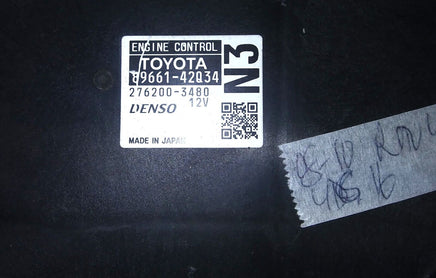 ENGINE CONTROL
TOYOTA
89661-42Q34
276200-3480
12V
DENSO
MADE IN JAPAN
N3